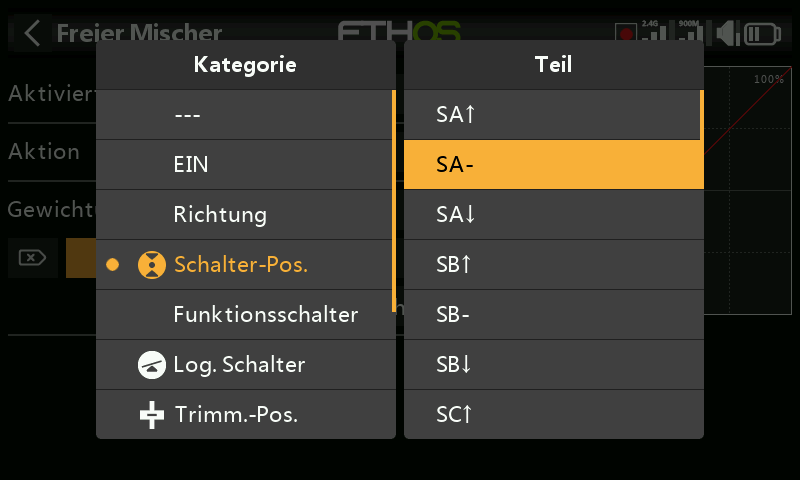 Freier Mischer
ETHOS
2.4G
900M
Kategorie
Teil
Aktiviert
Aktion
Gewichtu
100%
---
EIN
Richtung
Schalter-Pos.
Funktionsschalter
Log. Schalter
Trimm.-Pos.
SA↑
SA-
SA↓
SB↑
SB-
SB↓
SC↑